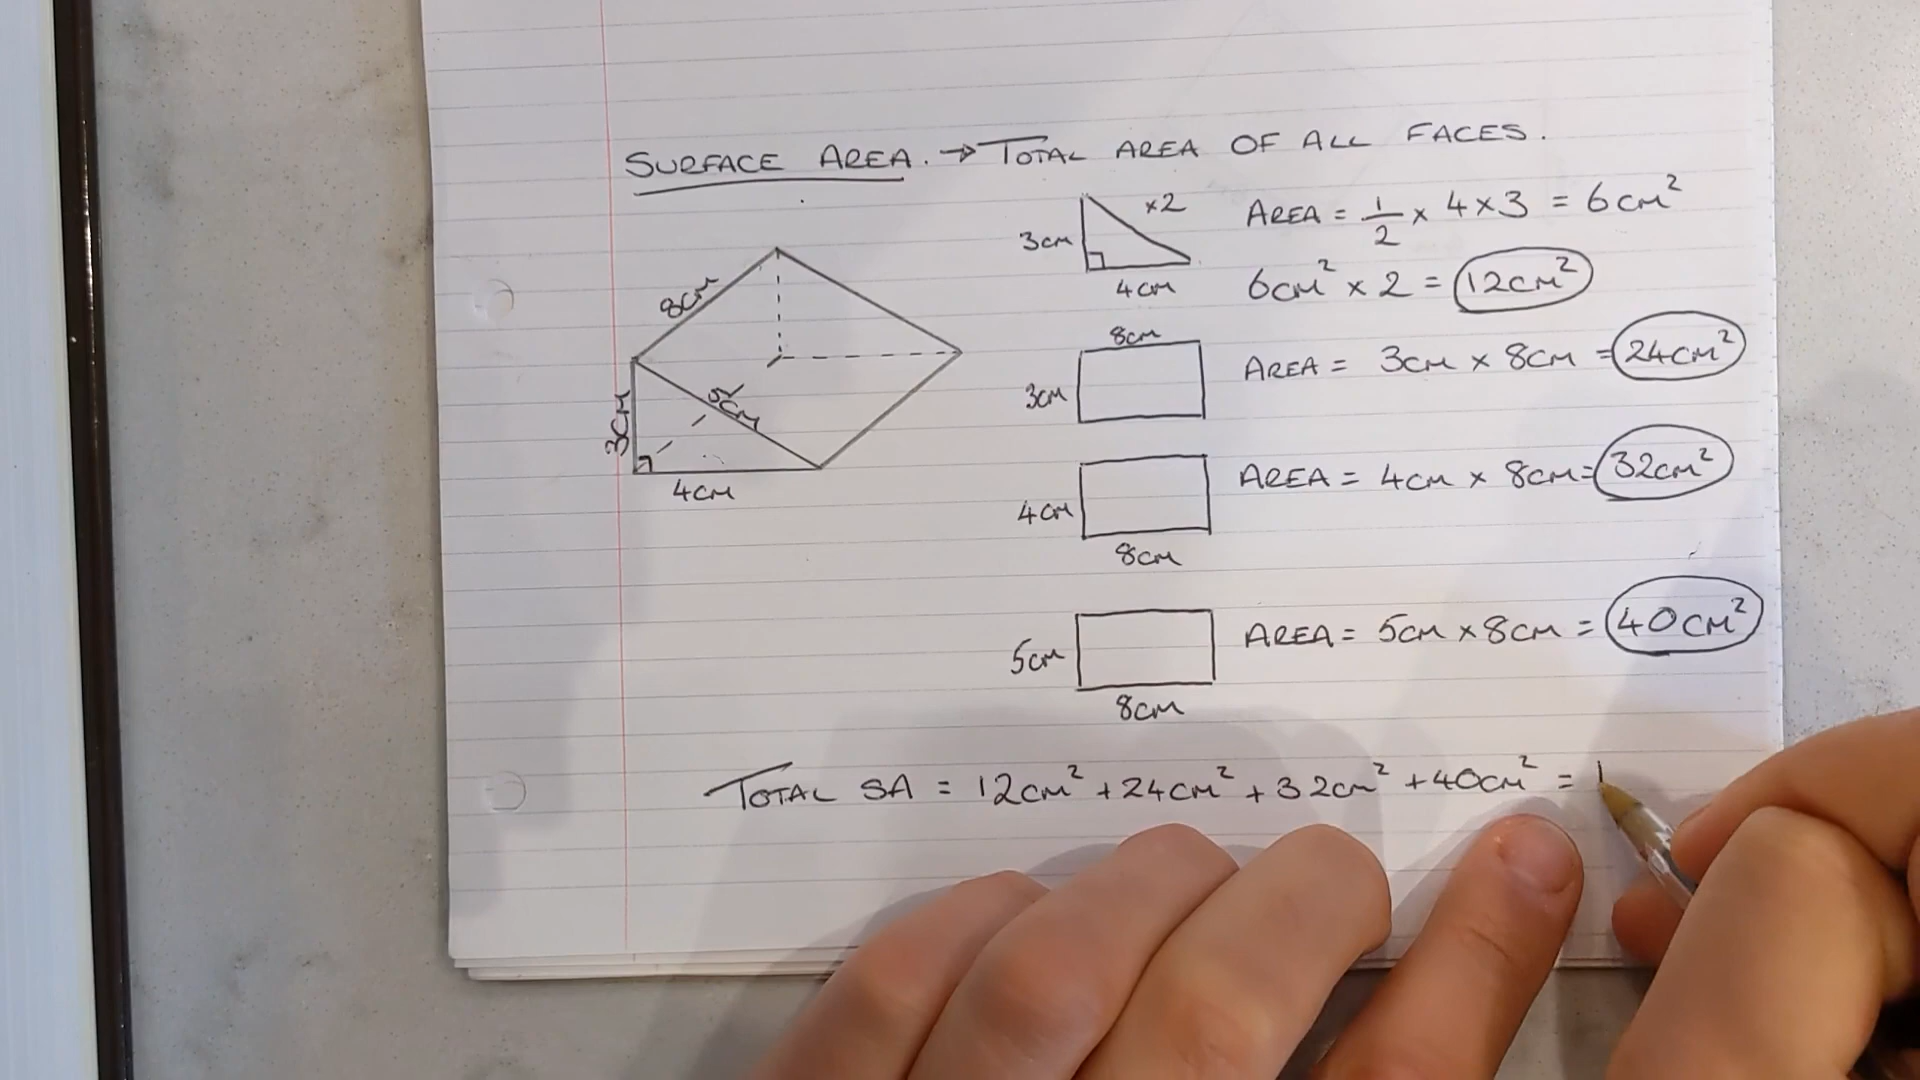 SURFACE AREA. → TOTAL AREA OF ALL FACES.
8cm
3cm
5cm
4cm
×2
3cm
4cm
AREA = 1/2 × 4×3 = 6cm²
6cm² × 2 = 12cm²
8cm
3cm
AREA = 3cm × 8cm = 24cm²
4cm
8cm
AREA = 4cm × 8cm = 32cm²
5cm
8cm
AREA = 5cm × 8cm = 40cm²
TOTAL SA = 12cm² + 24cm² + 32cm² + 40cm² = 1